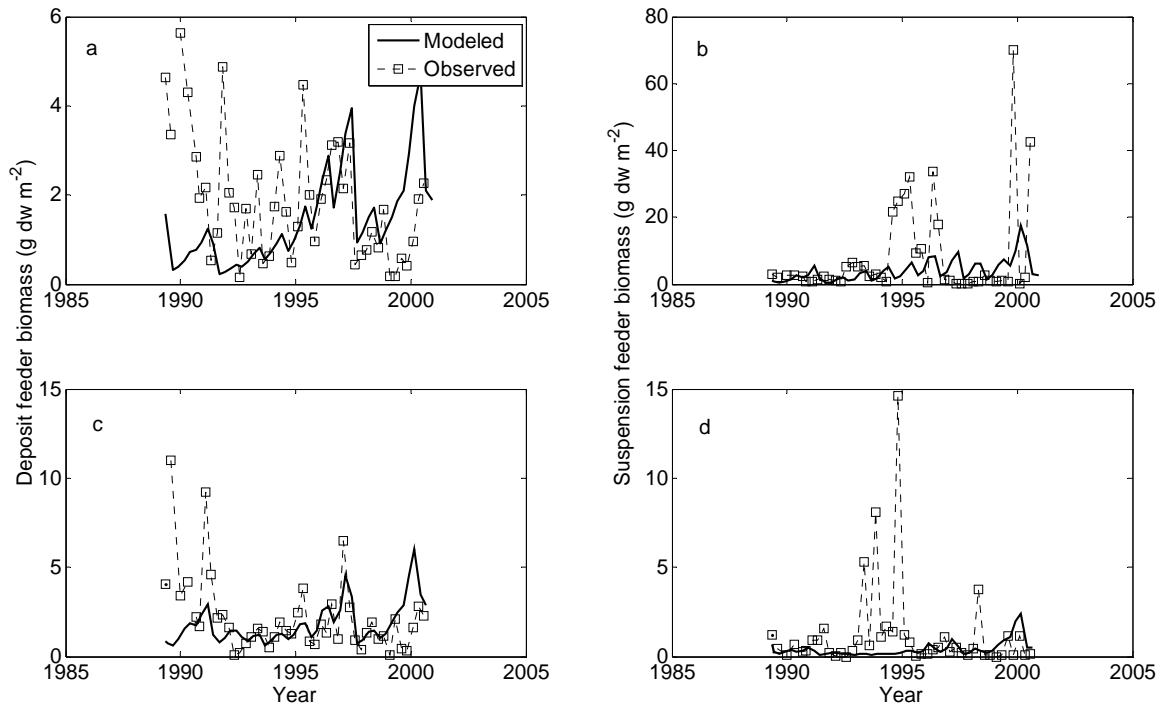 a
Modeled
Observed
6
4
2
0
1985 1990 1995 2000 2005
b
80
60
40
20
0
1985 1990 1995 2000 2005
Deposit feeder biomass (g dw m-2)
Suspension feeder biomass (g dw m-2)
c
15
10
5
0
1985 1990 1995 2000 2005
Year
d
15
10
5
0
1985 1990 1995 2000 2005
Year